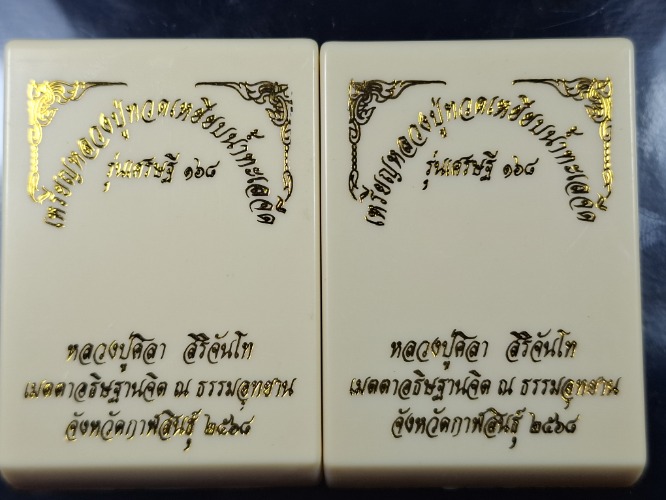 เหรียญหลวงปู่ทวดเหยียบน้ำทะเลจืด
รุ่นเศรษฐี ๑๖๘
หลวงปู่ศิลา สิริจันโท
เมตตาอธิษฐานจิต ณ ธรรมอุทยาน
จังหวัดกาฬสินธุ์ ๒๕๖๘
เหรียญหลวงปู่ทวดเหยียบน้ำทะเลจืด
รุ่นเศรษฐี ๑๖๘
หลวงปู่ศิลา สิริจันโท
เมตตาอธิษฐานจิต ณ ธรรมอุทยาน
จังหวัดกาฬสินธุ์ ๒๕๖๘